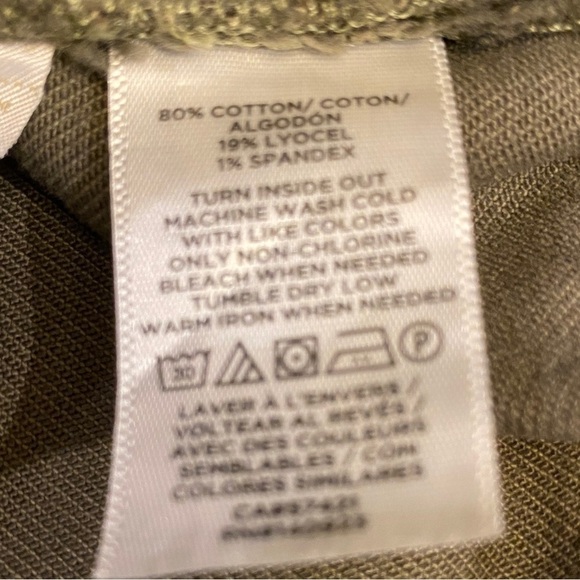 80% COTTON/ COTON/
ALGODÓN
19% LYOCEL
1% SPANDEX
TURN INSIDE OUT
MACHINE WASH COLD
WITH LIKE COLORS
ONLY NON-CHLORINE
BLEACH WHEN NEEDED
TUMBLE DRY LOW
WARM IRON WHEN NEEDED
30 P
LAVER À L'ENVERS /
VOLTEAR AL REVÉS /
AVEC DES COULEURS
SEMBLABLES / CON
COLORES SIMILARES